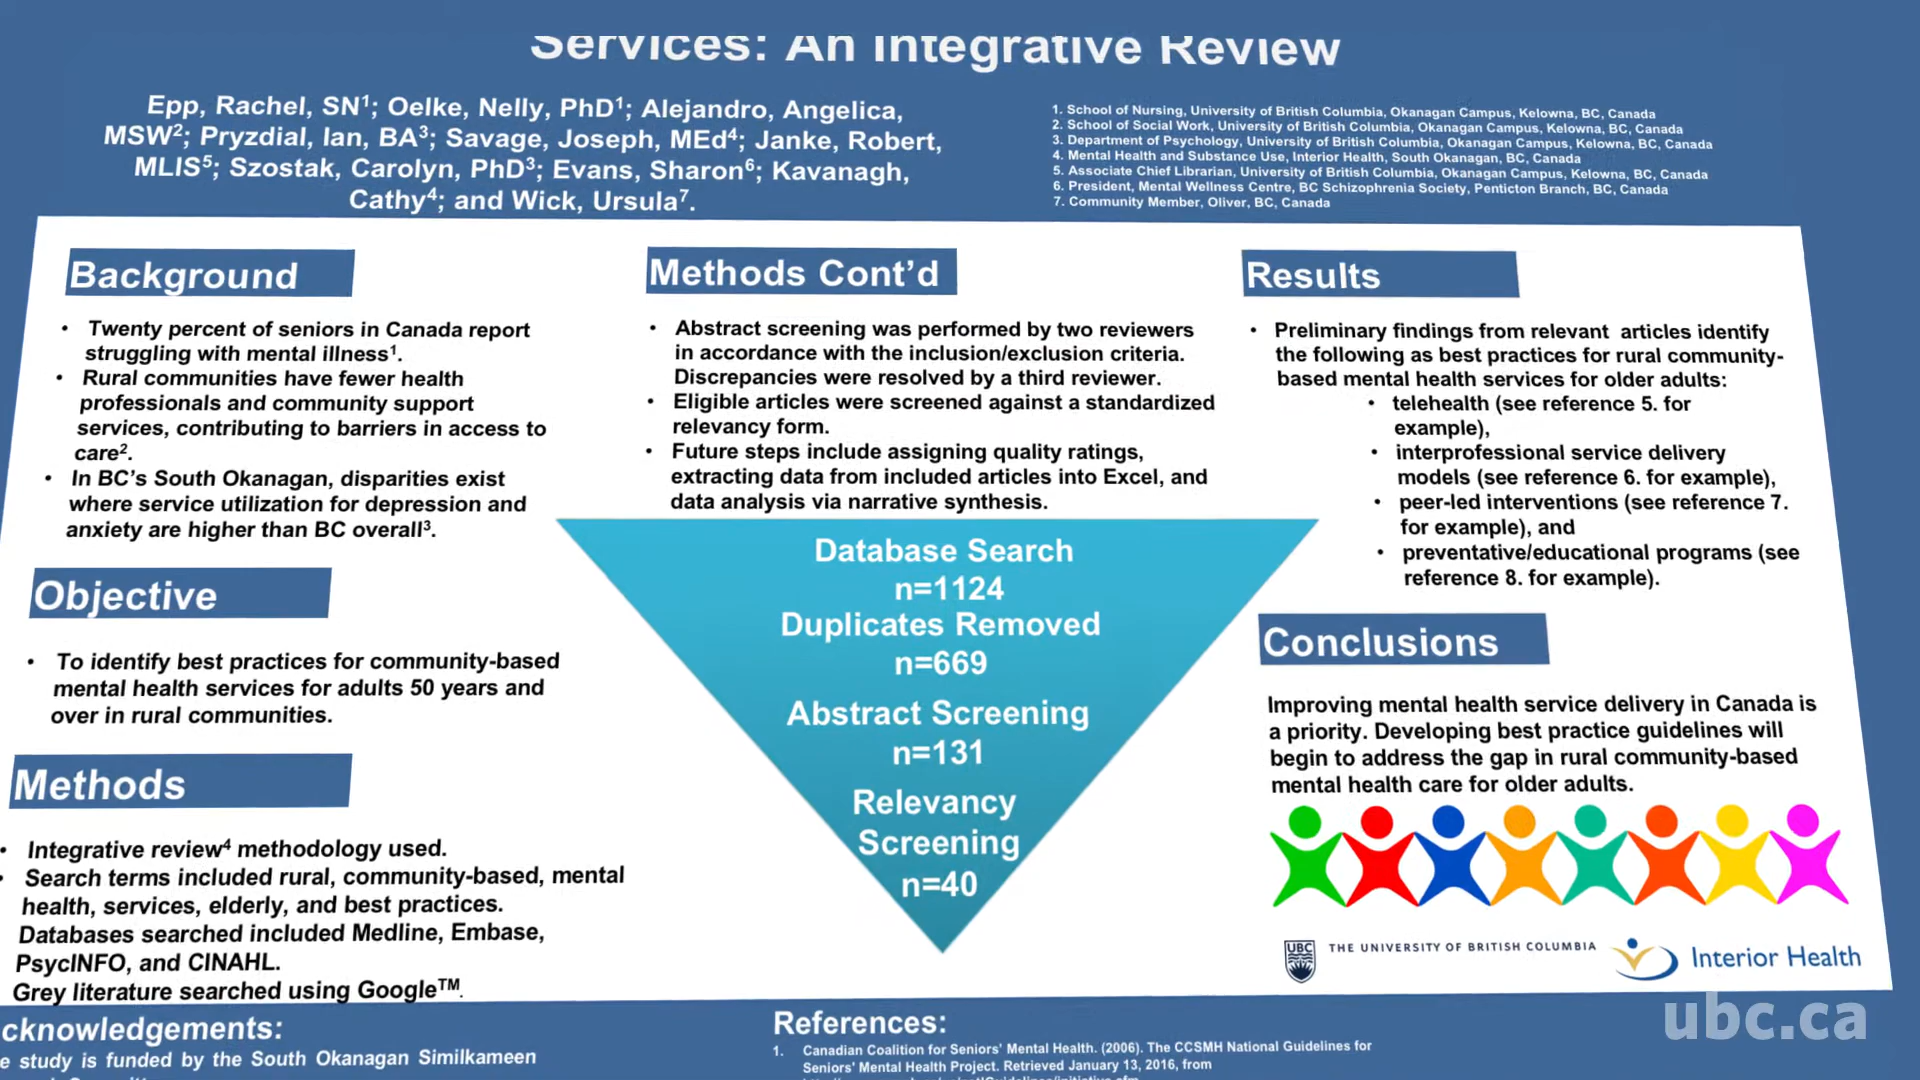 Services: An Integrative Review
Epp, Rachel, SN¹; Oelke, Nelly, PhD¹; Alejandro, Angelica,
MSW²; Pryzdial, Ian, BA³; Savage, Joseph, MEd⁴; Janke, Robert,
MLIS⁵; Szostak, Carolyn, PhD³; Evans, Sharon⁶; Kavanagh,
Cathy⁴; and Wick, Ursula⁷.
1. School of Nursing, University of British Columbia, Okanagan Campus, Kelowna, BC, Canada
2. School of Social Work, University of British Columbia, Okanagan Campus, Kelowna, BC, Canada
3. Department of Psychology, University of British Columbia, Okanagan Campus, Kelowna, BC, Canada
4. Mental Health and Substance Use, Interior Health, South Okanagan, BC, Canada
5. Associate Chief Librarian, University of British Columbia, Okanagan Campus, Kelowna, BC, Canada
6. President, Mental Wellness Centre, BC Schizophrenia Society, Penticton Branch, BC, Canada
7. Community Member, Oliver, BC, Canada
Background
• Twenty percent of seniors in Canada report
struggling with mental illness¹.
• Rural communities have fewer health
professionals and community support
services, contributing to barriers in access to
care².
• In BC's South Okanagan, disparities exist
where service utilization for depression and
anxiety are higher than BC overall³.
Objective
• To identify best practices for community-based
mental health services for adults 50 years and
over in rural communities.
Methods
• Integrative review⁴ methodology used.
• Search terms included rural, community-based, mental
health, services, elderly, and best practices.
Databases searched included Medline, Embase,
PsycINFO, and CINAHL.
Grey literature searched using Google™.
Methods Cont'd
• Abstract screening was performed by two reviewers
in accordance with the inclusion/exclusion criteria.
Discrepancies were resolved by a third reviewer.
• Eligible articles were screened against a standardized
relevancy form.
• Future steps include assigning quality ratings,
extracting data from included articles into Excel, and
data analysis via narrative synthesis.
Database Search
n=1124
Duplicates Removed
n=669
Abstract Screening
n=131
Relevancy
Screening
n=40
Results
• Preliminary findings from relevant articles identify
the following as best practices for rural community-
based mental health services for older adults:
• telehealth (see reference 5. for
example),
• interprofessional service delivery
models (see reference 6. for example),
• peer-led interventions (see reference 7.
for example), and
• preventative/educational programs (see
reference 8. for example).
Conclusions
Improving mental health service delivery in Canada is
a priority. Developing best practice guidelines will
begin to address the gap in rural community-based
mental health care for older adults.
UBC THE UNIVERSITY OF BRITISH COLUMBIA
Interior Health
ubc.ca
cknowledgements:
e study is funded by the South Okanagan Similkameen
References:
1. Canadian Coalition for Seniors' Mental Health. (2006). The CCSMH National Guidelines for
Seniors' Mental Health Project. Retrieved January 13, 2016, from